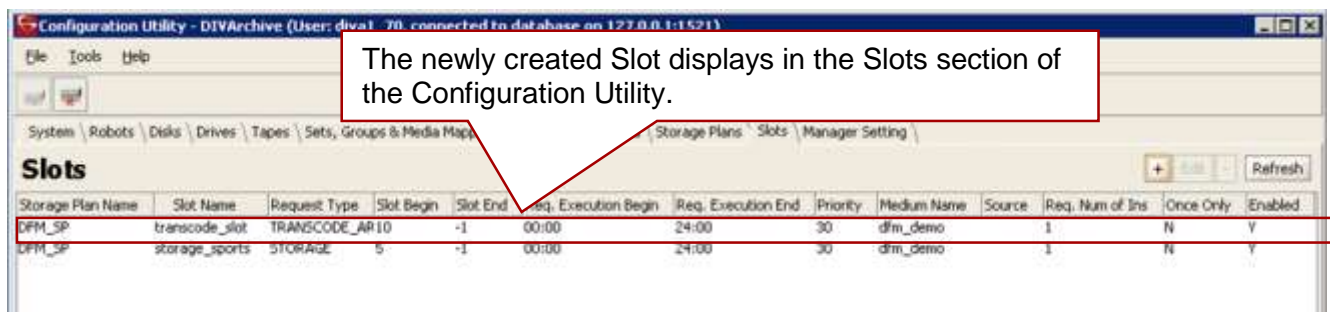 Configuration Utility - DIVArchive (User: diva1_70, connected to database on 127.0.0.1:1521)
File Tools Help
The newly created Slot displays in the Slots section of
the Configuration Utility.
System Robots Disks Drives Tapes Sets, Groups & Media Mapp Storage Plans Slots Manager Setting
Slots
+ Edit - Refresh
Storage Plan Name Slot Name Request Type Slot Begin Slot End Req. Execution Begin Req. Execution End Priority Medium Name Source Req. Num of Ins Once Only Enabled
DFM_SP transcode_slot TRANSCODE_AR 10 -1 00:00 24:00 30 dfm_demo 1 N Y
DFM_SP storage_sports STORAGE 5 -1 00:00 24:00 30 dfm_demo 1 N Y